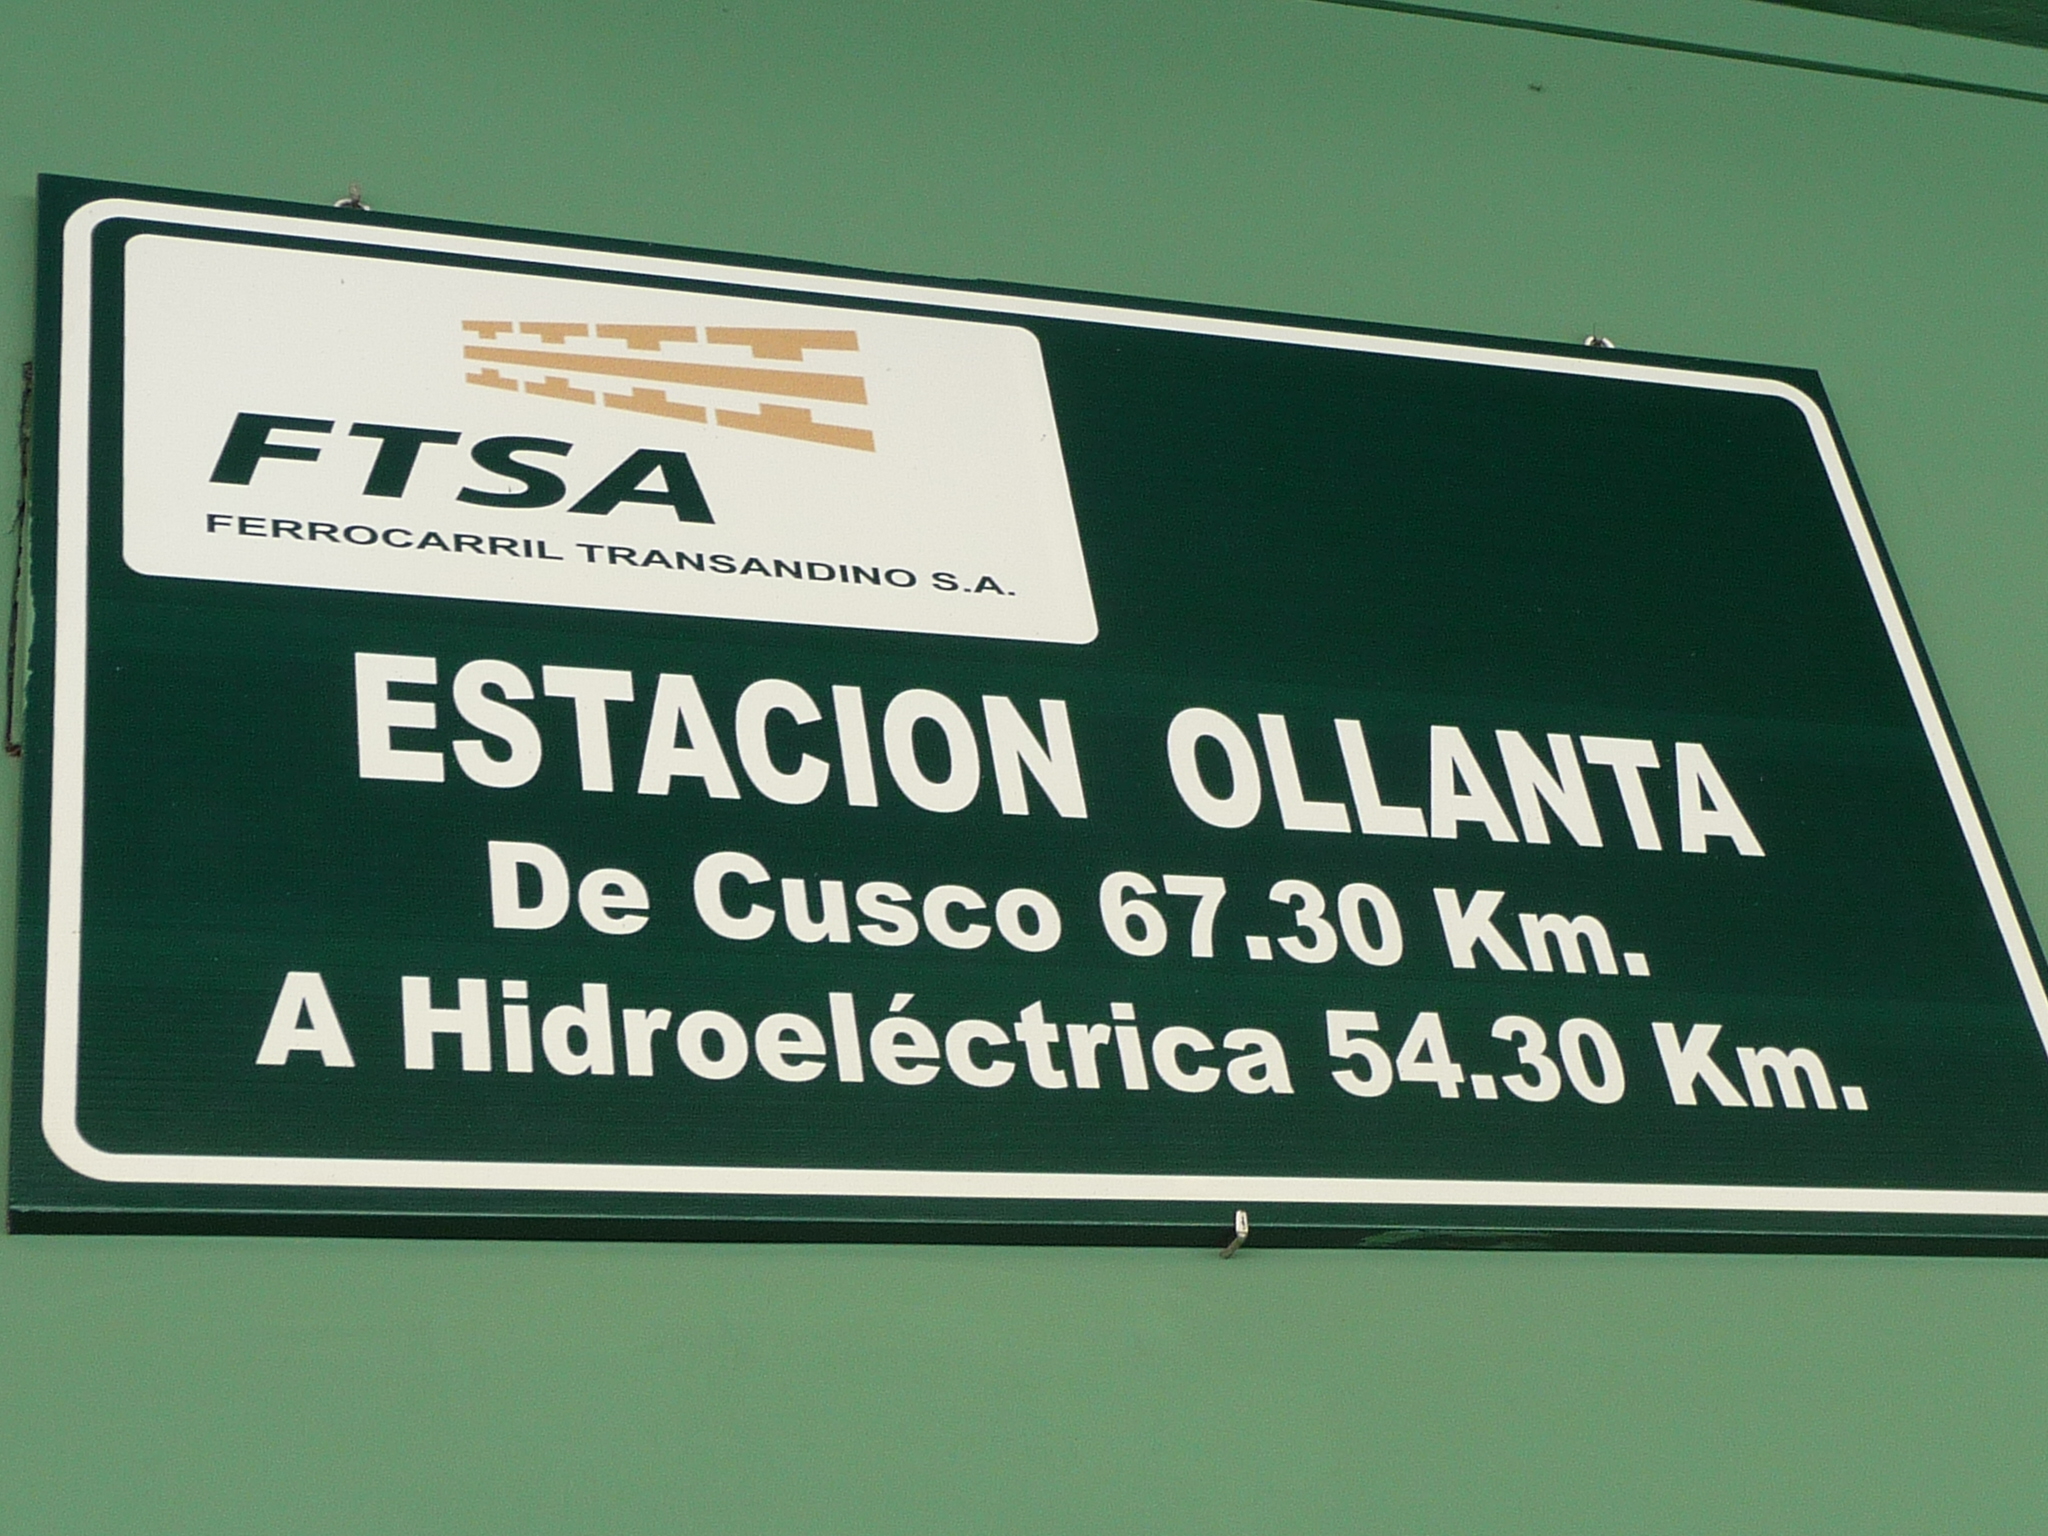 FTSA
FERROCARRIL TRANSANDINO S.A.
ESTACION OLLANTA
De Cusco 67.30 Km.
A Hidroeléctrica 54.30 Km.